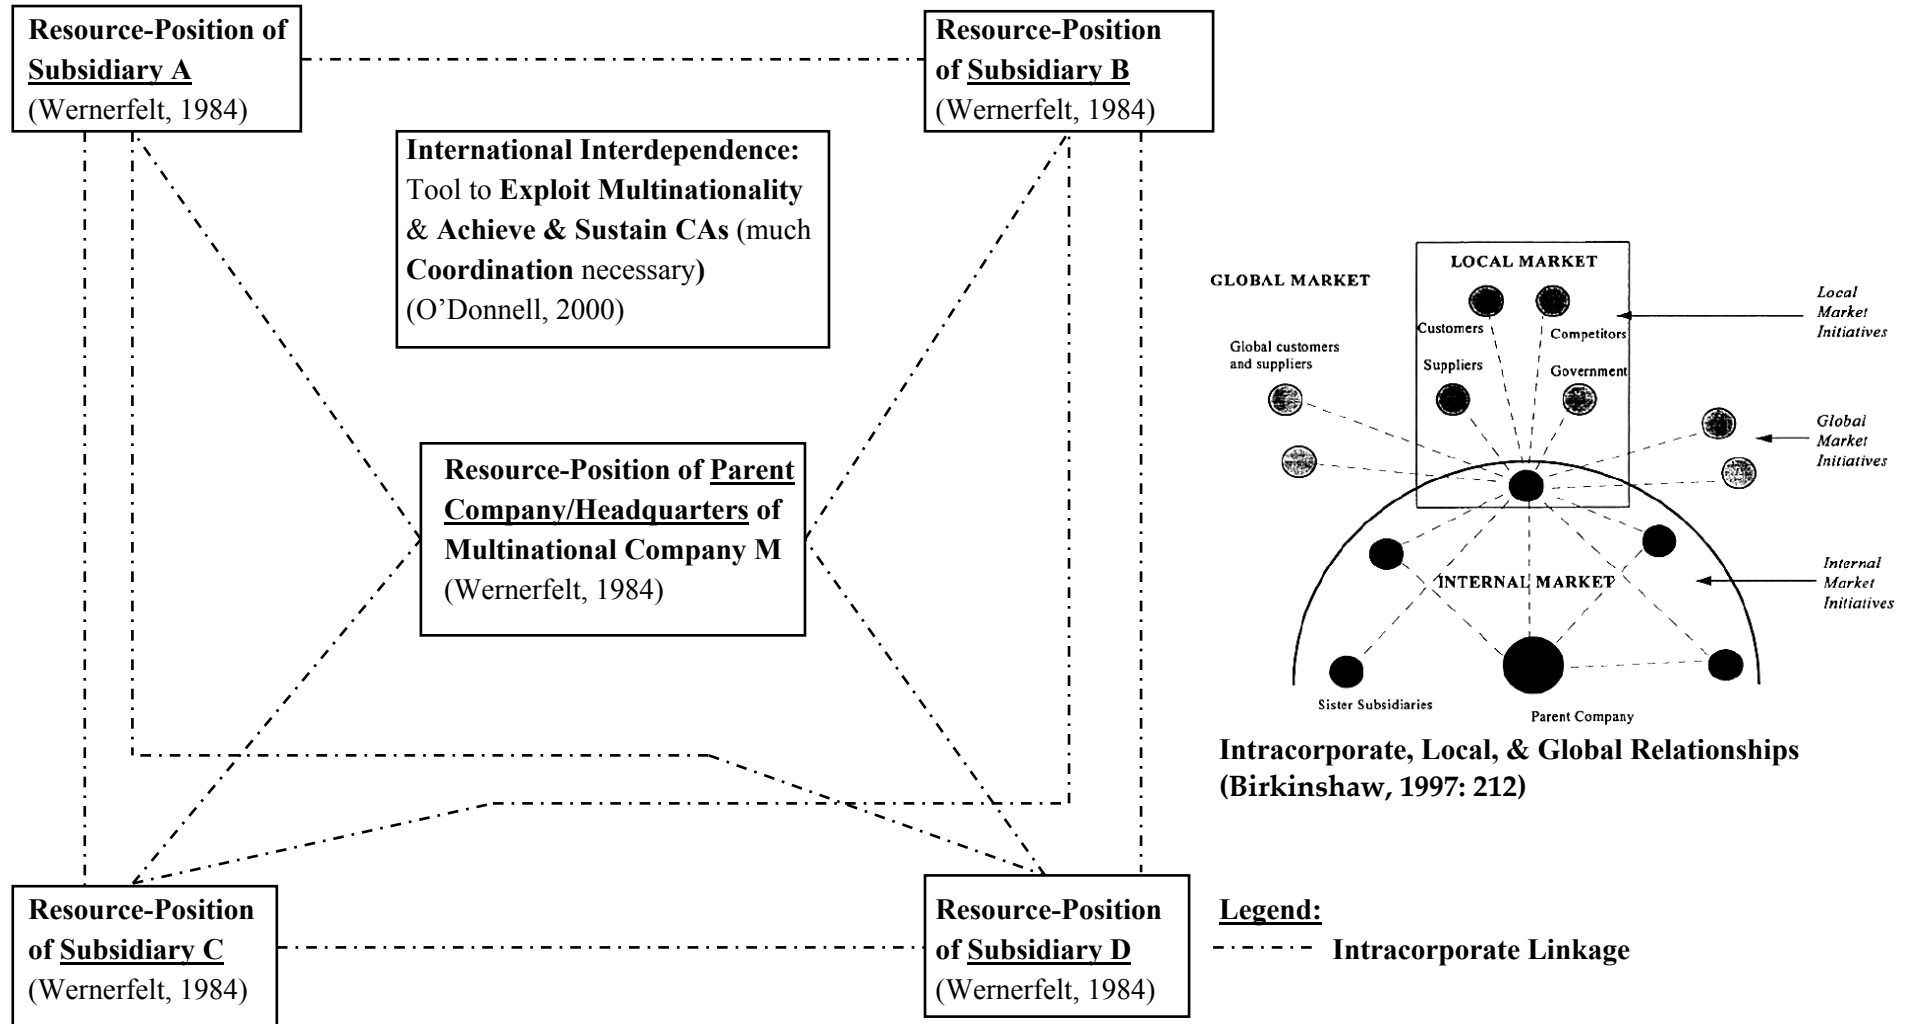 Resource-Position of
Subsidiary A
(Wernerfelt, 1984)
Resource-Position
of Subsidiary B
(Wernerfelt, 1984)
International Interdependence:
Tool to Exploit Multinationality
& Achieve & Sustain CAs (much
Coordination necessary)
(O’Donnell, 2000)
Resource-Position of Parent
Company/Headquarters of
Multinational Company M
(Wernerfelt, 1984)
Resource-Position
of Subsidiary C
(Wernerfelt, 1984)
Resource-Position
of Subsidiary D
(Wernerfelt, 1984)
GLOBAL MARKET
LOCAL MARKET
Customers
Competitors
Suppliers
Government
Global customers
and suppliers
Local
Market
Initiatives
Global
Market
Initiatives
INTERNAL MARKET
Internal
Market
Initiatives
Sister Subsidiaries
Parent Company
Intracorporate, Local, & Global Relationships
(Birkinshaw, 1997: 212)
Legend:
Intracorporate Linkage